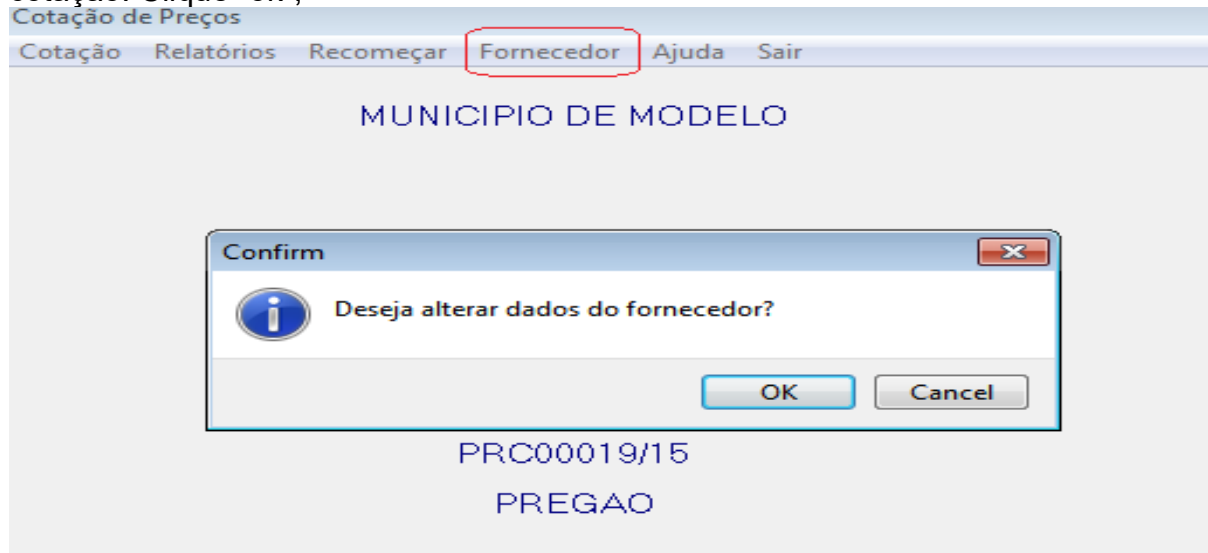 Cotação de Preços
Cotação Relatórios Recomeçar Fornecedor Ajuda Sair
MUNICIPIO DE MODELO
Confirm
Deseja alterar dados do fornecedor?
OK Cancel
PRC00019/15
PREGAO